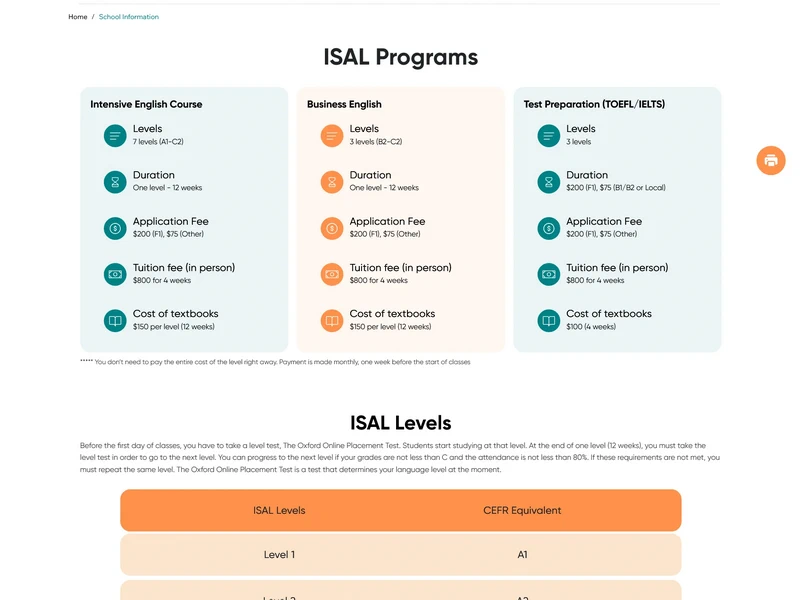 Home / School Information
ISAL Programs
Intensive English Course
Levels
7 levels (A1-C2)
Duration
One level - 12 weeks
Application Fee
$200 (F1), $75 (Other)
Tuition fee (in person)
$800 for 4 weeks
Cost of textbooks
$150 per level (12 weeks)
Business English
Levels
3 levels (B2-C2)
Duration
One level - 12 weeks
Application Fee
$200 (F1), $75 (Other)
Tuition fee (in person)
$800 for 4 weeks
Cost of textbooks
$150 per level (12 weeks)
Test Preparation (TOEFL/IELTS)
Levels
3 levels
Duration
$200 (F1), $75 (B1/B2 or Local)
Application Fee
$200 (F1), $75 (Other)
Tuition fee (in person)
$800 for 4 weeks
Cost of textbooks
$100 (4 weeks)
***** You don't need to pay the entire cost of the level right away. Payment is made monthly, one week before the start of classes
ISAL Levels
Before the first day of classes, you have to take a level test, The Oxford Online Placement Test. Students start studying at that level. At the end of one level (12 weeks), you must take the
level test in order to go to the next level. You can progress to the next level if your grades are not less than C and the attendance is not less than 80%. If these requirements are not met, you
must repeat the same level. The Oxford Online Placement Test is a test that determines your language level at the moment.
ISAL Levels CEFR Equivalent
Level 1 A1
Level 2 A2